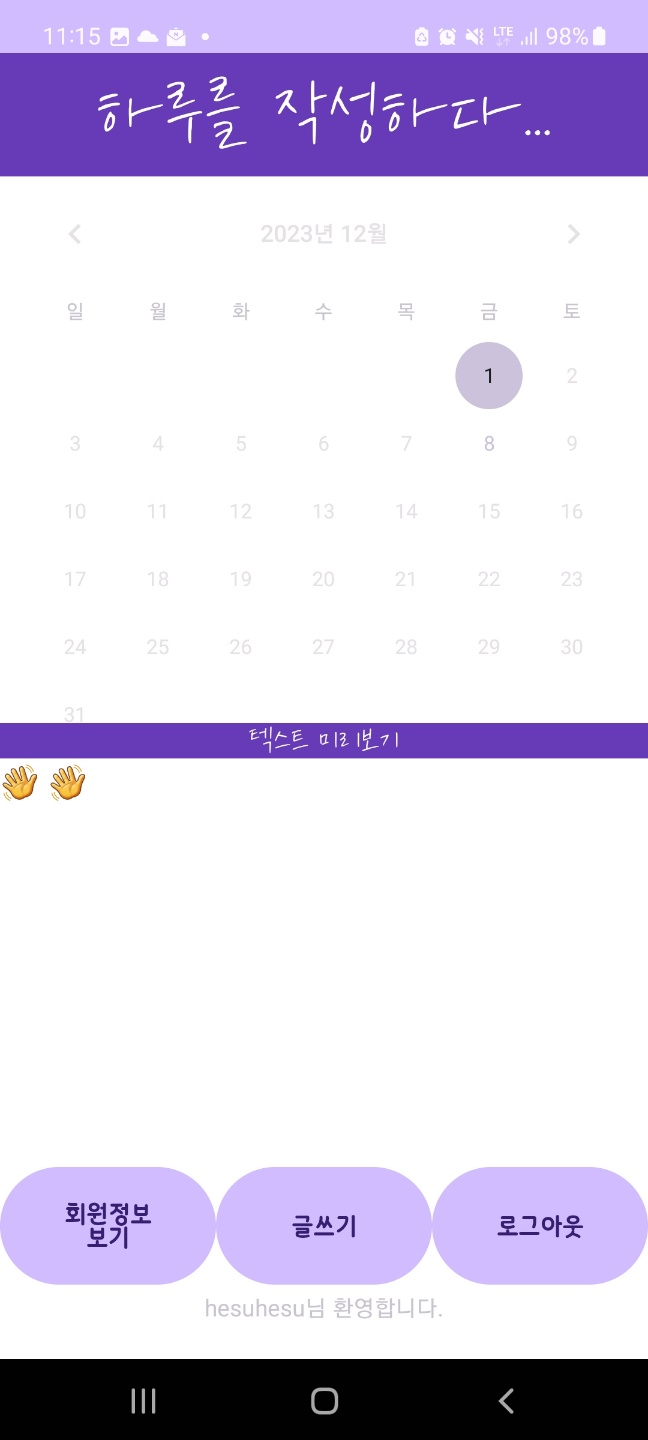 11:15 LTE 98%
하루를 작성하다...
2023년 12월
일 월 화 수 목 금 토
1 2
3 4 5 6 7 8 9
10 11 12 13 14 15 16
17 18 19 20 21 22 23
24 25 26 27 28 29 30
31
텍스트 미리보기
👋 👋
회원정보
보기
글쓰기
로그아웃
hesuhesu님 환영합니다.